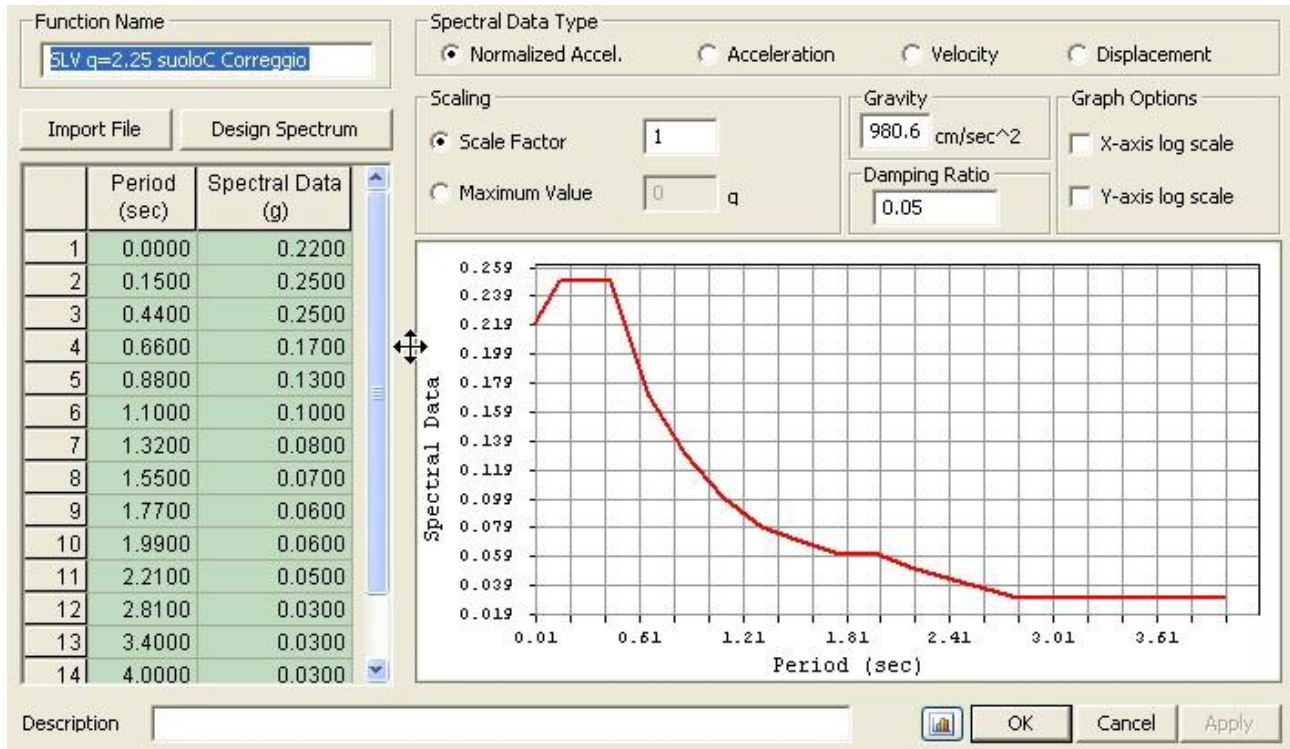 Function Name
SLV q=2.25 suoloC Correggio
Import File Design Spectrum
Period (sec) Spectral Data (g)
1 0.0000 0.2200
2 0.1500 0.2500
3 0.4400 0.2500
4 0.6600 0.1700
5 0.8800 0.1300
6 1.1000 0.1000
7 1.3200 0.0800
8 1.5500 0.0700
9 1.7700 0.0600
10 1.9900 0.0600
11 2.2100 0.0500
12 2.8100 0.0300
13 3.4000 0.0300
14 4.0000 0.0300
Spectral Data Type
Normalized Accel. Acceleration Velocity Displacement
Scaling
Scale Factor 1
Maximum Value 0 g
Gravity
980.6 cm/sec^2
Damping Ratio
0.05
Graph Options
X-axis log scale
Y-axis log scale
0.259
0.239
0.219
0.199
0.179
0.159
0.139
0.119
0.099
0.079
0.059
0.039
0.019
Spectral Data
0.01 0.61 1.21 1.81 2.41 3.01 3.61
Period (sec)
Description
OK Cancel Apply